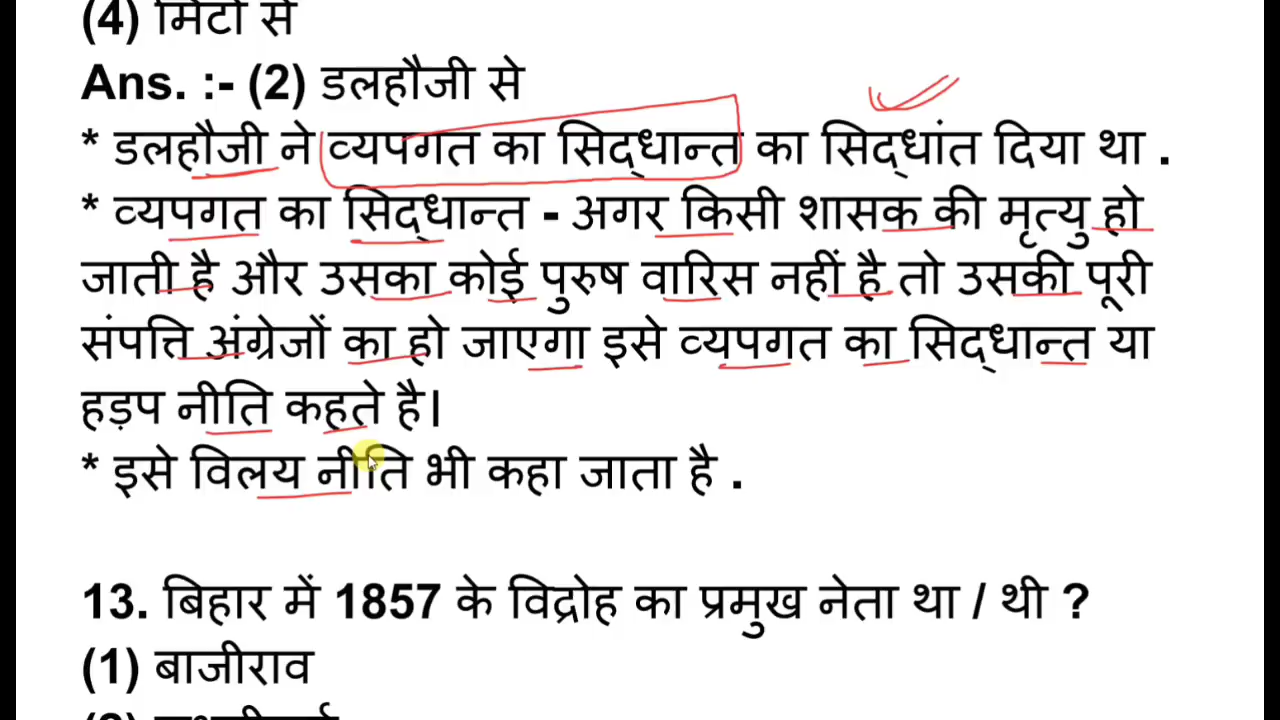 (4) मिंटो से
Ans. :- (2) डलहौजी से
* डलहौजी ने व्यपगत का सिद्धान्त का सिद्धांत दिया था .
* व्यपगत का सिद्धान्त - अगर किसी शासक की मृत्यु हो
जाती है और उसका कोई पुरुष वारिस नहीं है तो उसकी पूरी
संपत्ति अंग्रेजों का हो जाएगा इसे व्यपगत का सिद्धान्त या
हड़प नीति कहते है।
* इसे विलय नीति भी कहा जाता है .
13. बिहार में 1857 के विद्रोह का प्रमुख नेता था / थी ?
(1) बाजीराव